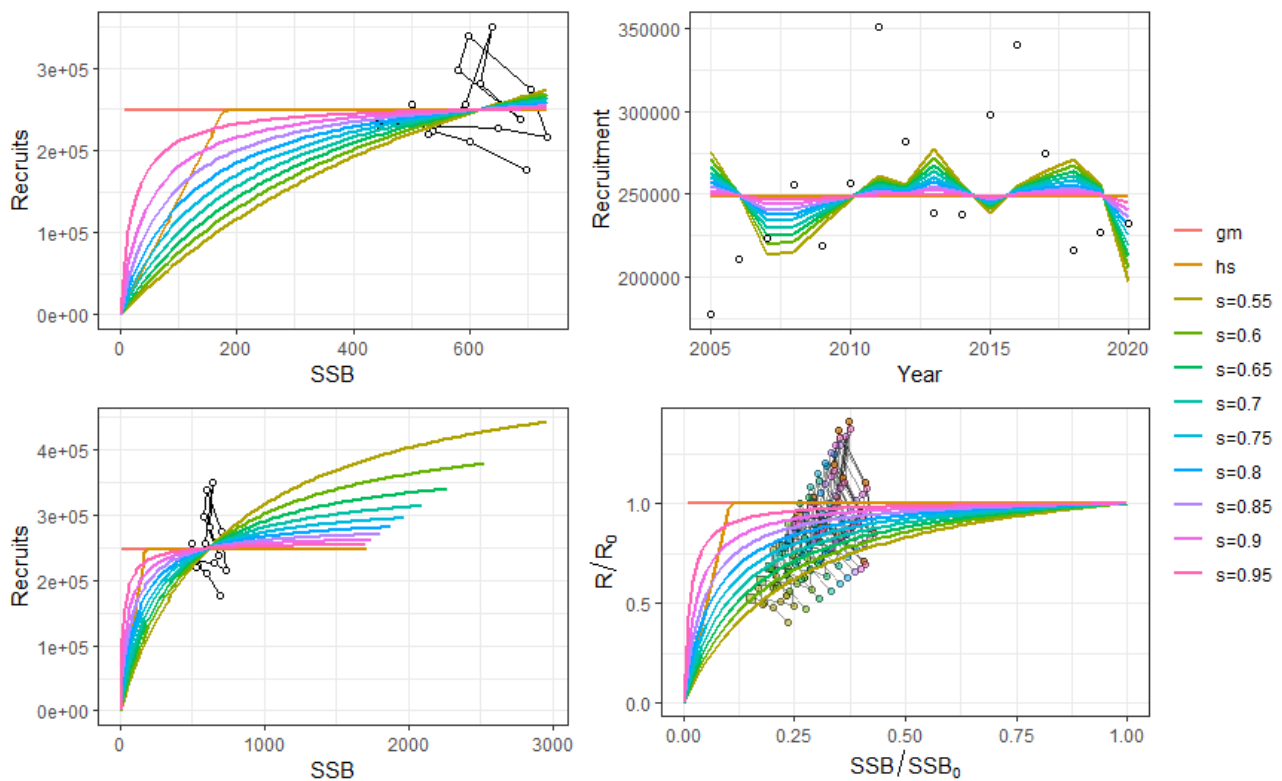 3e+05
2e+05
1e+05
0e+00
Recruits
0 200 400 600
SSB
350000
300000
250000
200000
Recruitment
2005 2010 2015 2020
Year
4e+05
3e+05
2e+05
1e+05
0e+00
Recruits
0 1000 2000 3000
SSB
1.0
0.5
0.0
R/R₀
0.00 0.25 0.50 0.75 1.00
SSB/SSB₀
gm
hs
s=0.55
s=0.6
s=0.65
s=0.7
s=0.75
s=0.8
s=0.85
s=0.9
s=0.95